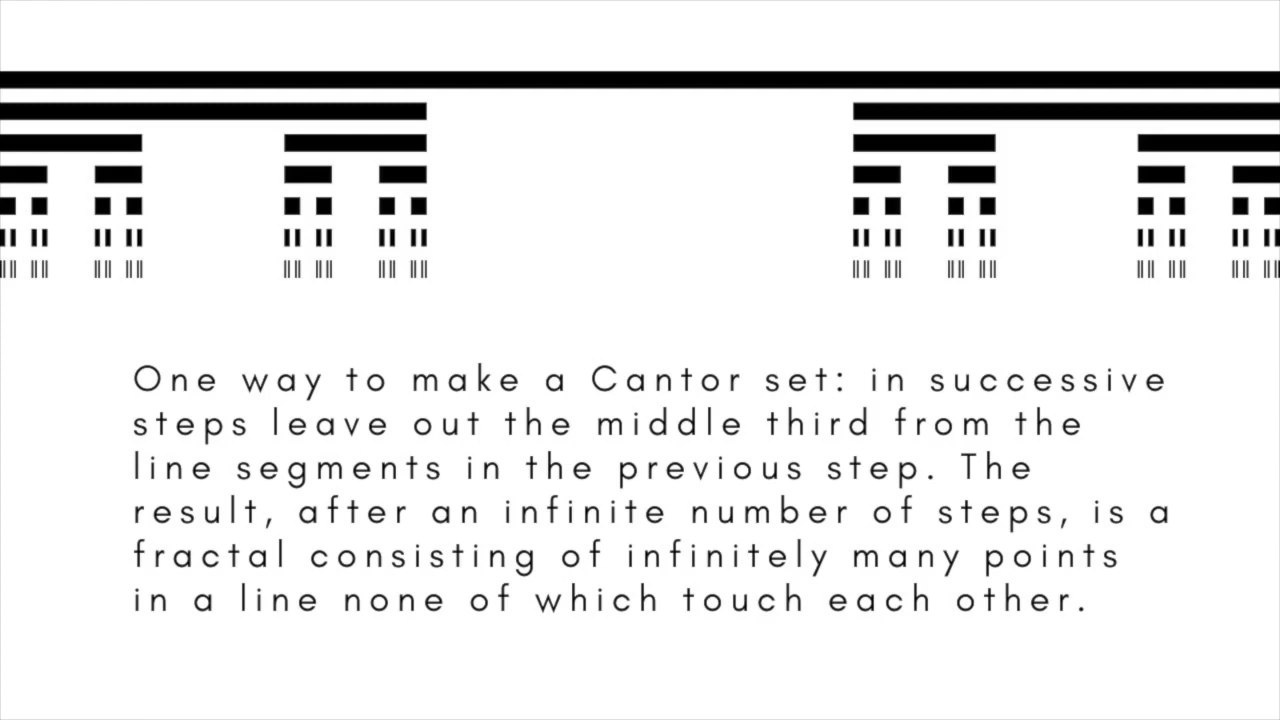 One way to make a Cantor set: in successive
steps leave out the middle third from the
line segments in the previous step. The
result, after an infinite number of steps, is a
fractal consisting of infinitely many points
in a line none of which touch each other.